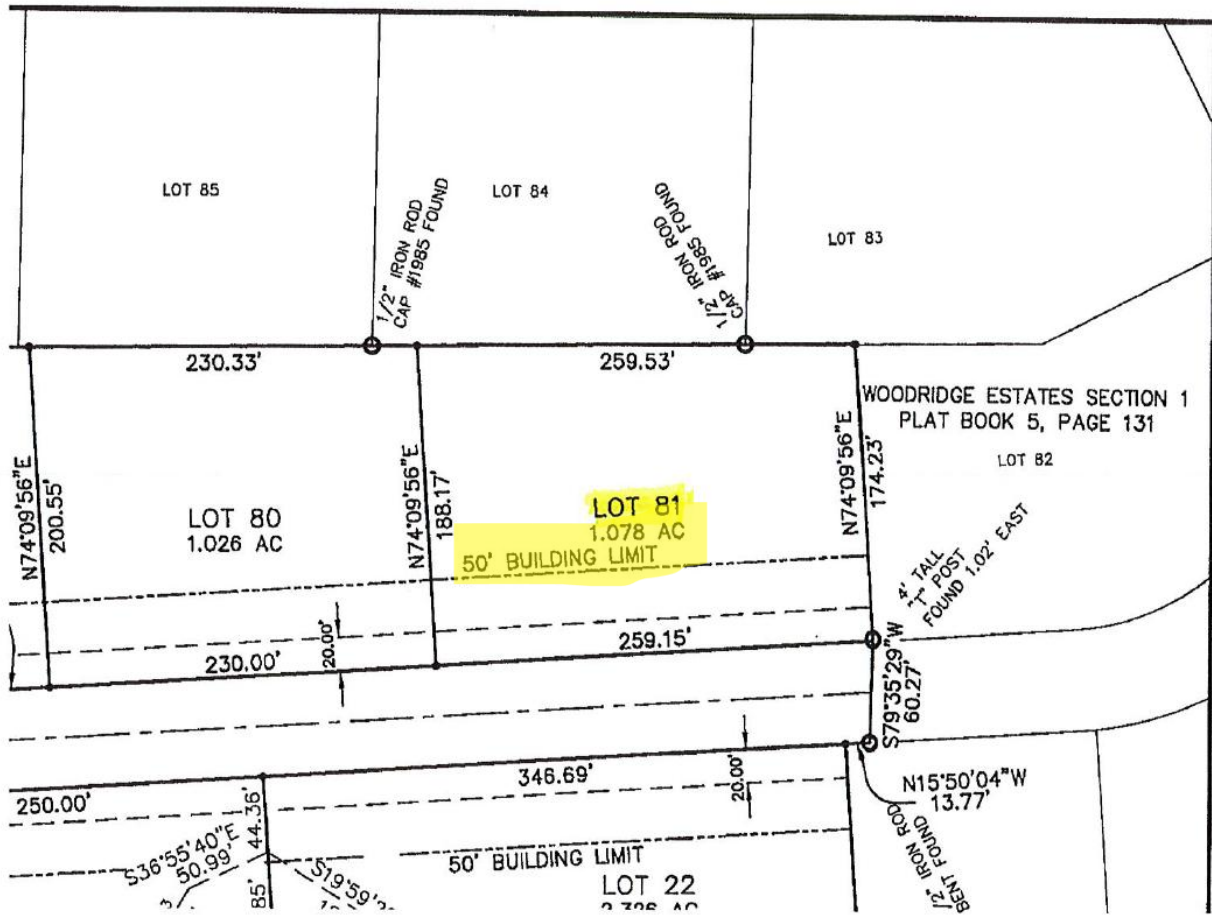 LOT 85
1/2" IRON ROD
CAP #1985 FOUND
LOT 84
1/2" IRON ROD
CAP #1985 FOUND
LOT 83
230.33'
259.53'
WOODRIDGE ESTATES SECTION 1
PLAT BOOK 5, PAGE 131
LOT 82
N74°09'56"E
200.55'
LOT 80
1.026 AC
N74°09'56"E
188.17'
LOT 81
1.078 AC
50' BUILDING LIMIT
N74°09'56"E
174.23'
4' TALL
"T" POST
FOUND 1.02' EAST
230.00'
20.00'
259.15'
S79°35'29"W
60.27'
250.00'
44.36'
346.69'
20.00'
N15°50'04"W
13.77'
S36°55'40"E
50.99'
50' BUILDING LIMIT
LOT 22
2.326 AC
1/2" IRON ROD
BENT FOUND